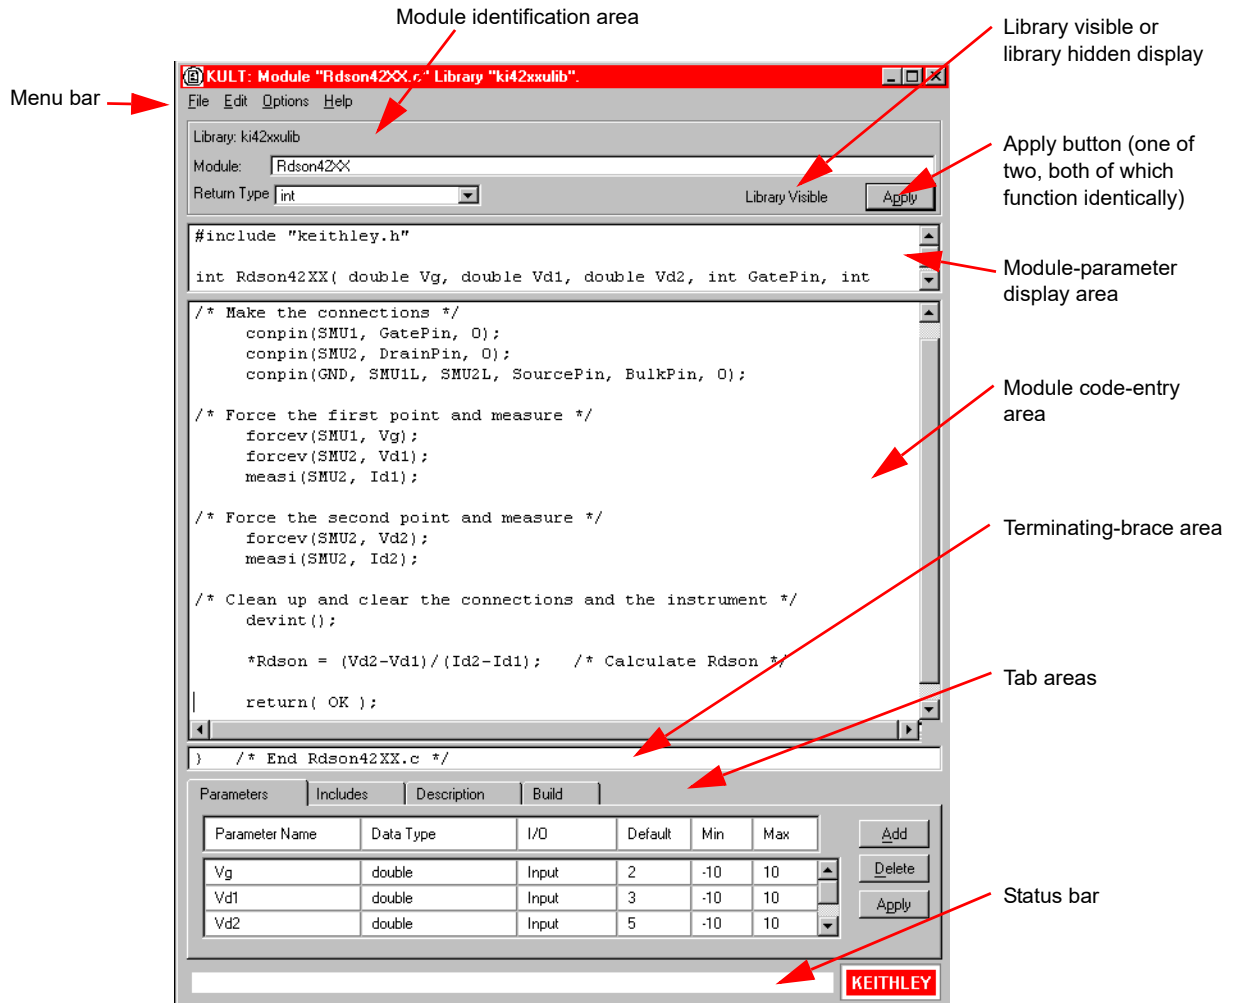 Module identification area
Library visible or
library hidden display
KULT: Module "Rdson42XX.c" Library "ki42xxulib".
Menu bar
File Edit Options Help
Library: ki42xxulib
Module: Rdson42XX
Apply button (one of
two, both of which
function identically)
Return Type int Library Visible Apply
#include "keithley.h"
int Rdson42XX( double Vg, double Vd1, double Vd2, int GatePin, int
Module-parameter
display area
/* Make the connections */
conpin(SMU1, GatePin, 0);
conpin(SMU2, DrainPin, 0);
conpin(GND, SMU1L, SMU2L, SourcePin, BulkPin, 0);
Module code-entry
area
/* Force the first point and measure */
forcev(SMU1, Vg);
forcev(SMU2, Vd1);
measi(SMU2, Id1);
/* Force the second point and measure */
forcev(SMU2, Vd2);
measi(SMU2, Id2);
Terminating-brace area
/* Clean up and clear the connections and the instrument */
devint();
*Rdson = (Vd2-Vd1)/(Id2-Id1); /* Calculate Rdson */
return( OK );
Tab areas
} /* End Rdson42XX.c */
Parameters Includes Description Build
Parameter Name Data Type I/O Default Min Max Add
Vg double Input 2 -10 10 Delete
Vd1 double Input 3 -10 10 Apply
Vd2 double Input 5 -10 10
Status bar
KEITHLEY